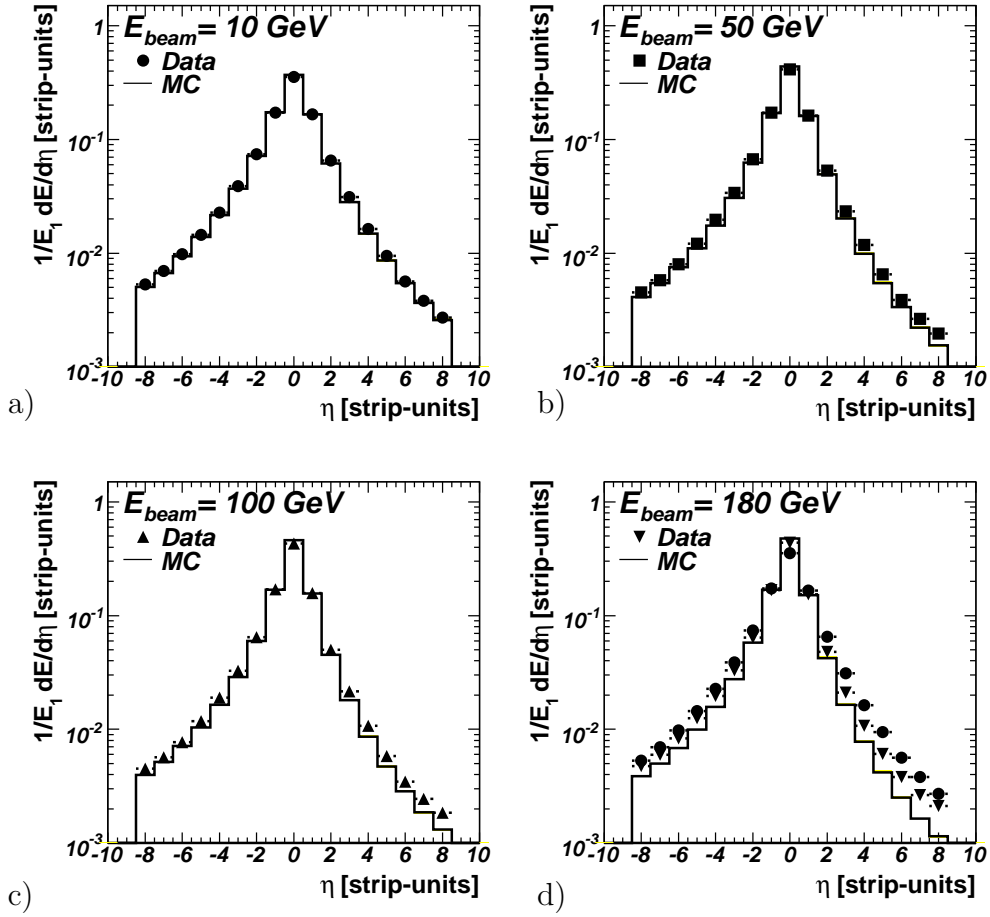 E_beam = 10 GeV
Data
MC
1/E_1 dE/dη [strip-units]
1
10^-1
10^-2
10^-3
-10 -8 -6 -4 -2 0 2 4 6 8 10
η [strip-units]
a)
E_beam = 50 GeV
Data
MC
1/E_1 dE/dη [strip-units]
1
10^-1
10^-2
10^-3
-10 -8 -6 -4 -2 0 2 4 6 8 10
η [strip-units]
b)
E_beam = 100 GeV
Data
MC
1/E_1 dE/dη [strip-units]
1
10^-1
10^-2
10^-3
-10 -8 -6 -4 -2 0 2 4 6 8 10
η [strip-units]
c)
E_beam = 180 GeV
Data
MC
1/E_1 dE/dη [strip-units]
1
10^-1
10^-2
10^-3
-10 -8 -6 -4 -2 0 2 4 6 8 10
η [strip-units]
d)